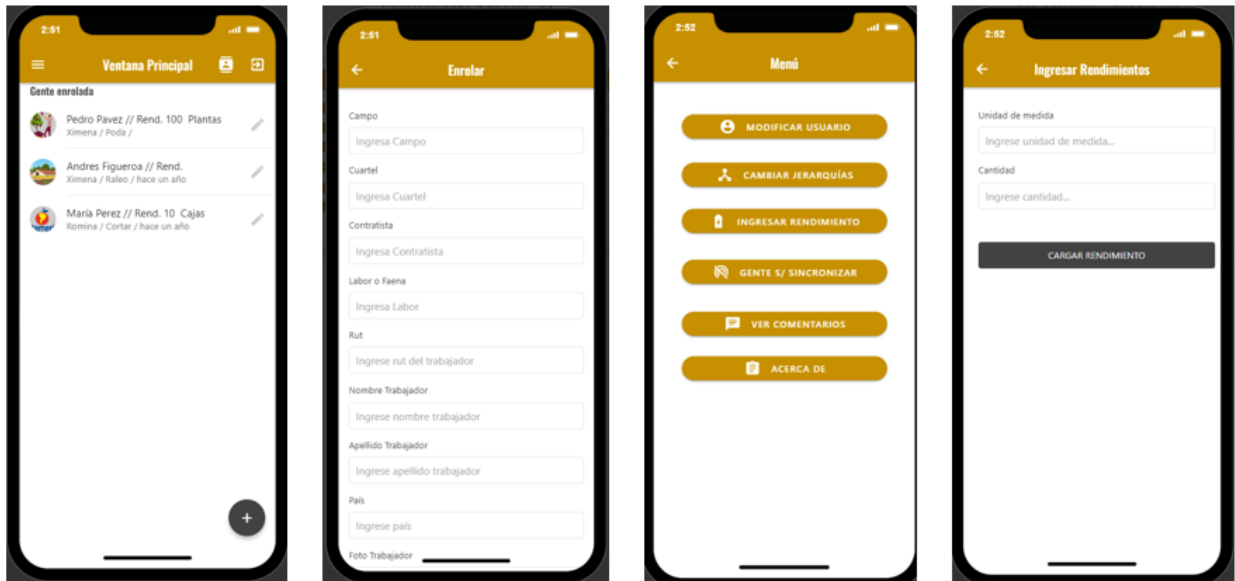 2:51
Ventana Principal
Gente enrolada
Pedro Pavez // Rend. 100 Plantas
Ximena / Poda /
Andres Figueroa // Rend.
Ximena / Raleo / hace un año
María Perez // Rend. 10 Cajas
Romina / Cortar / hace un año
+
2:51
Enrolar
Campo
Ingresa Campo
Cuartel
Ingresa Cuartel
Contratista
Ingresa Contratista
Labor o Faena
Ingresa Labor
Rut
Ingrese rut del trabajador
Nombre Trabajador
Ingrese nombre trabajador
Apellido Trabajador
Ingrese apellido trabajador
País
Ingrese país
Foto Trabajador
2:52
Menú
MODIFICAR USUARIO
CAMBIAR JERARQUÍAS
INGRESAR RENDIMIENTO
GENTE S/ SINCRONIZAR
VER COMENTARIOS
ACERCA DE
2:52
Ingresar Rendimientos
Unidad de medida
Ingrese unidad de medida...
Cantidad
Ingrese cantidad...
CARGAR RENDIMIENTO